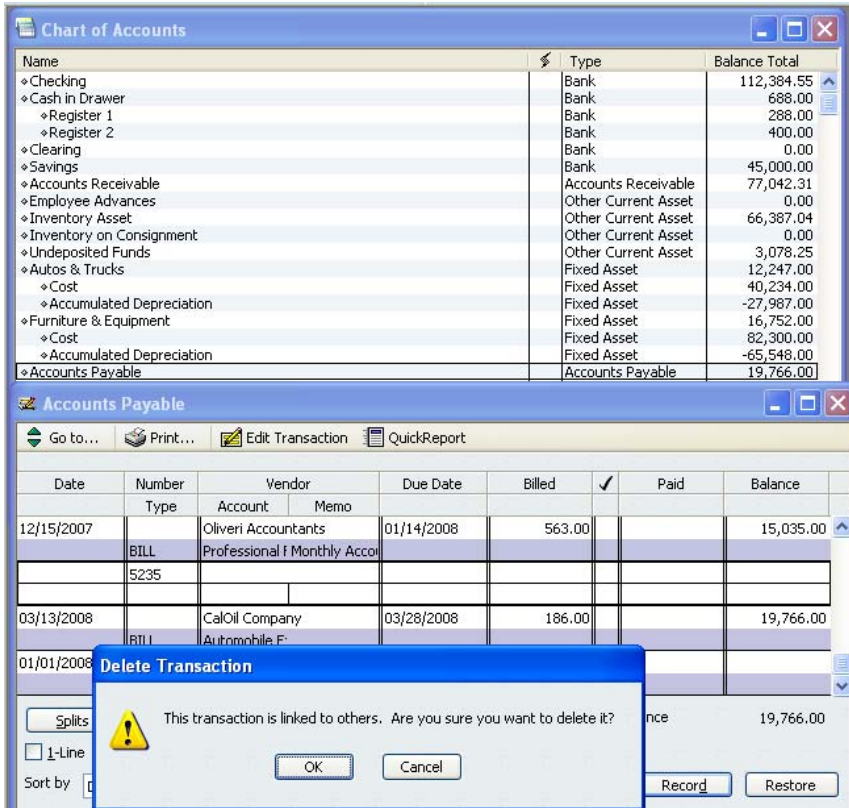 Chart of Accounts
Name Type Balance Total
Checking Bank 112,384.55
Cash in Drawer Bank 688.00
Register 1 Bank 288.00
Register 2 Bank 400.00
Clearing Bank 0.00
Savings Bank 45,000.00
Accounts Receivable Accounts Receivable 77,042.31
Employee Advances Other Current Asset 0.00
Inventory Asset Other Current Asset 66,387.04
Inventory on Consignment Other Current Asset 0.00
Undeposited Funds Other Current Asset 3,078.25
Autos & Trucks Fixed Asset 12,247.00
Cost Fixed Asset 40,234.00
Accumulated Depreciation Fixed Asset -27,987.00
Furniture & Equipment Fixed Asset 16,752.00
Cost Fixed Asset 82,300.00
Accumulated Depreciation Fixed Asset -65,548.00
Accounts Payable Accounts Payable 19,766.00
Accounts Payable
Go to... Print... Edit Transaction QuickReport
Date Number Vendor Due Date Billed ✓ Paid Balance
Type Account Memo
12/15/2007 Oliveri Accountants 01/14/2008 563.00 15,035.00
BILL Professional F Monthly Accou
5235
03/13/2008 CalOil Company 03/28/2008 186.00 19,766.00
BILL Automobile E:
01/01/2008
Delete Transaction
This transaction is linked to others. Are you sure you want to delete it?
OK Cancel
Splits nce 19,766.00
1-Line
Sort by Record Restore